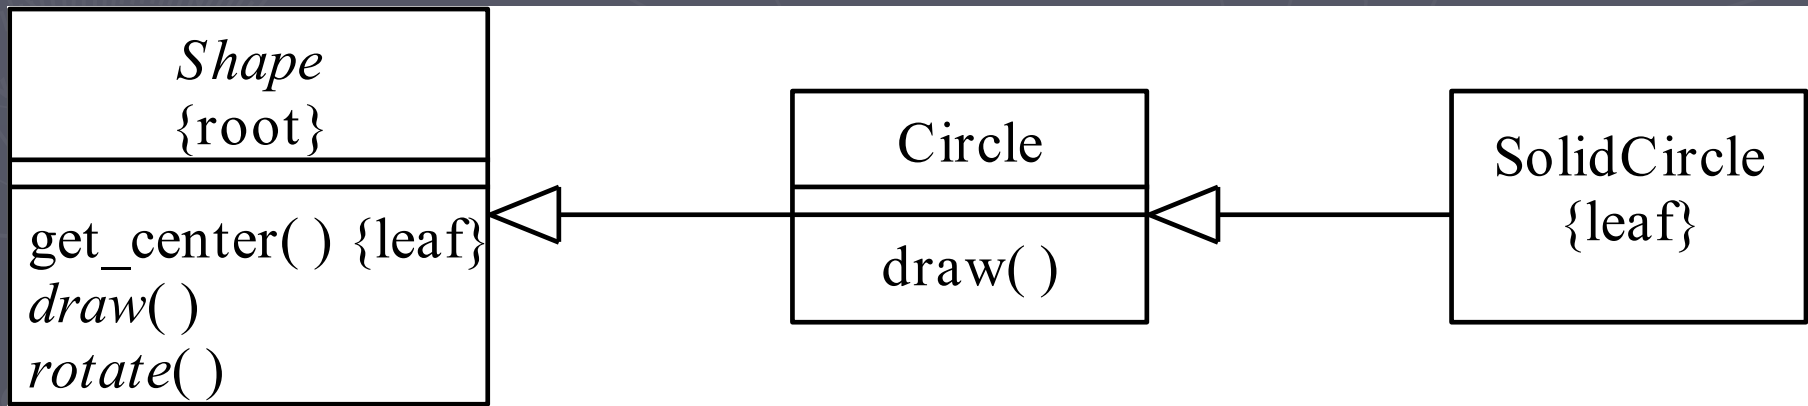 Shape
{root}
get_center( ) {leaf}
draw( )
rotate( )
Circle
draw( )
SolidCircle
{leaf}